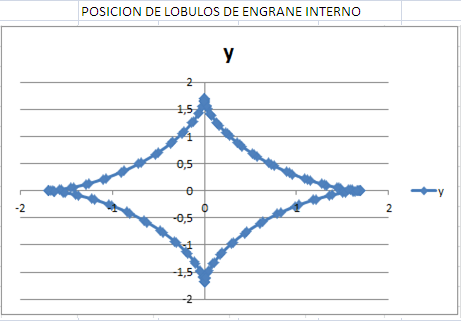 POSICION DE LOBULOS DE ENGRANE INTERNO
y
2
1,5
1
0,5
0
-2 -1 0 1 2
-0,5
-1
-1,5
-2
y